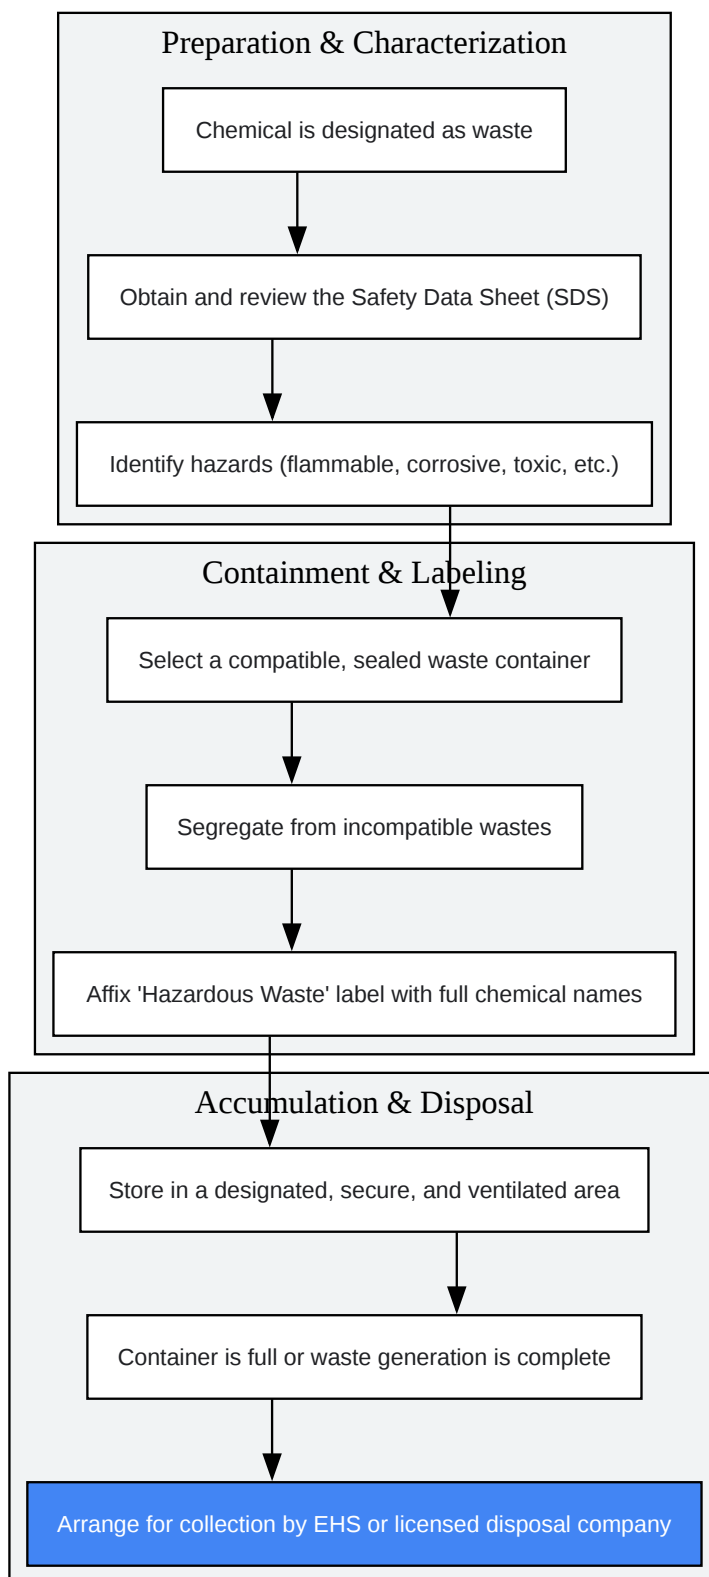 Preparation & Characterization
Chemical is designated as waste
Obtain and review the Safety Data Sheet (SDS)
Identify hazards (flammable, corrosive, toxic, etc.)
Containment & Labeling
Select a compatible, sealed waste container
Segregate from incompatible wastes
Affix 'Hazardous Waste' label with full chemical names
Accumulation & Disposal
Store in a designated, secure, and ventilated area
Container is full or waste generation is complete
Arrange for collection by EHS or licensed disposal company